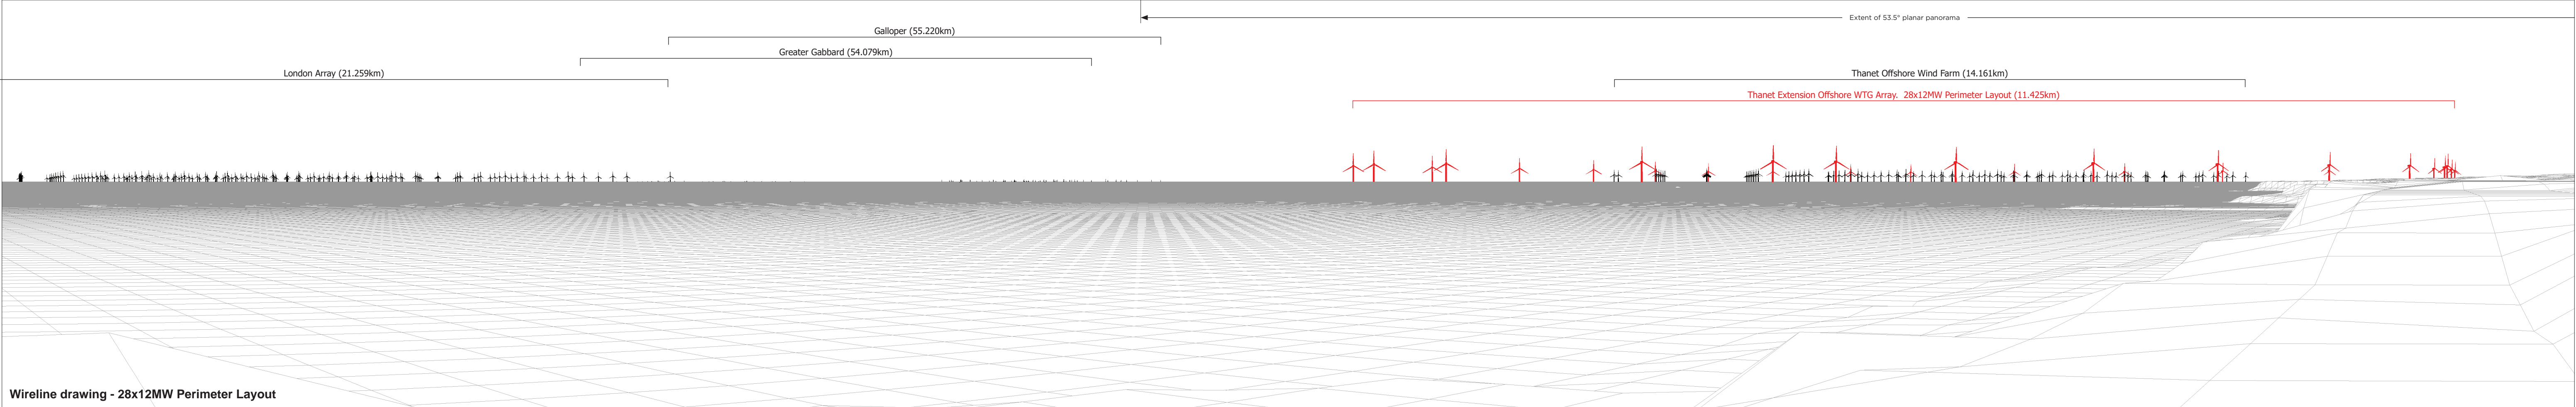 Extent of 53.5° planar panorama
Galloper (55.220km)
Greater Gabbard (54.079km)
London Array (21.259km)
Thanet Offshore Wind Farm (14.161km)
Thanet Extension Offshore WTG Array. 28x12MW Perimeter Layout (11.425km)
Wireline drawing - 28x12MW Perimeter Layout